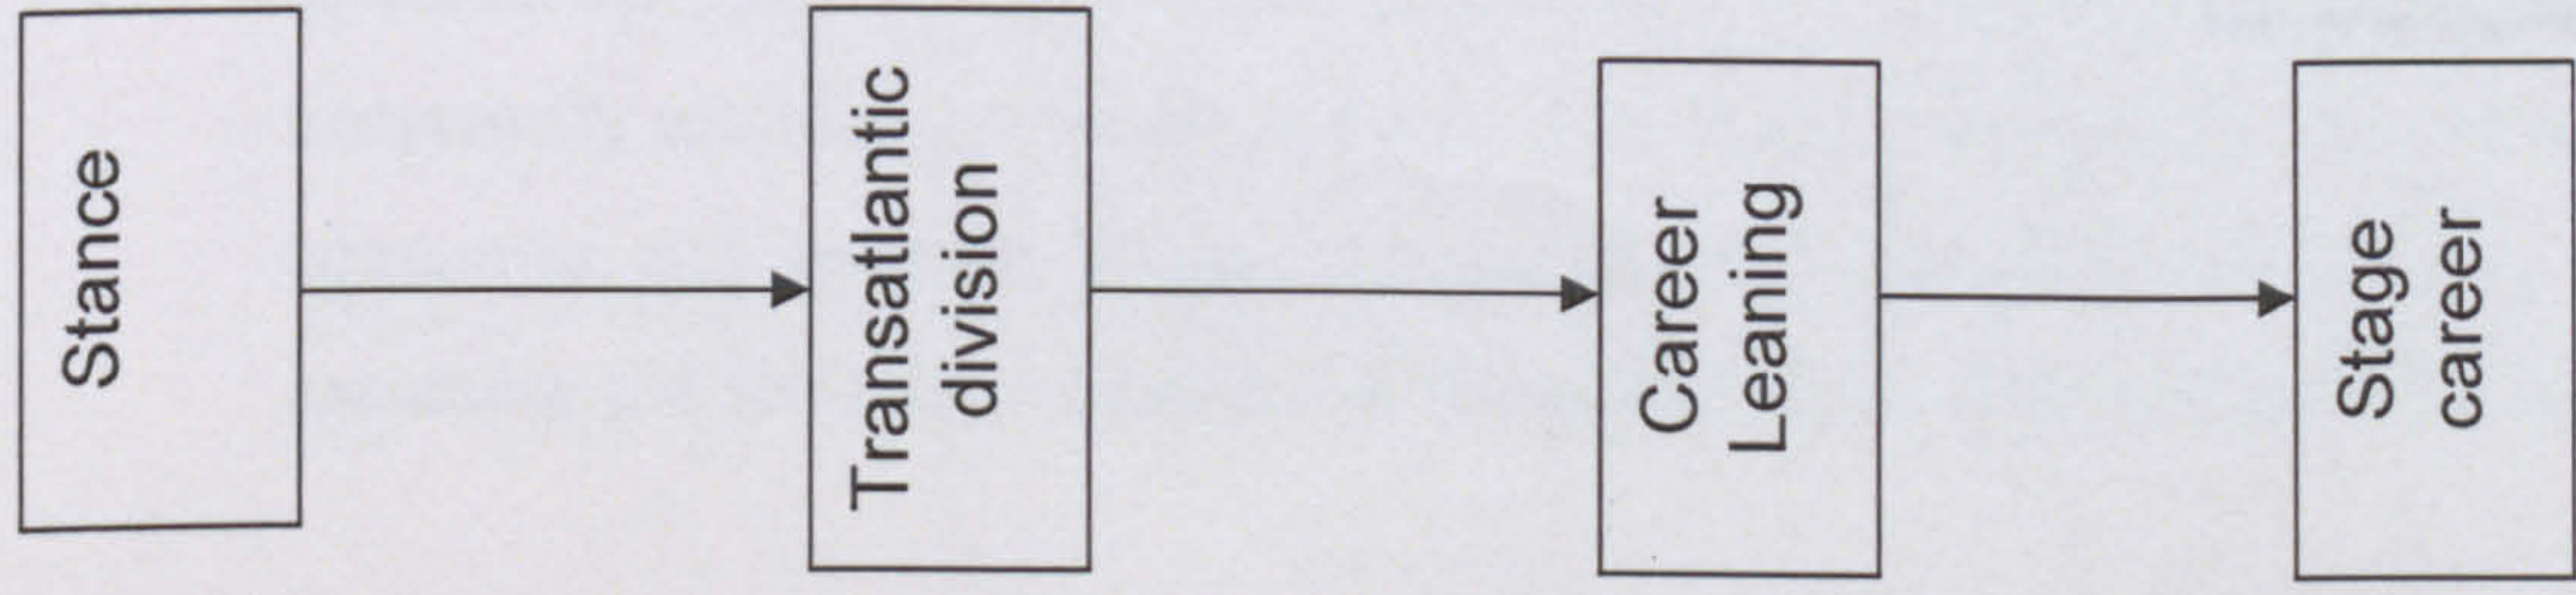 Stance
Transatlantic
division
Career
Leaning
Stage
career